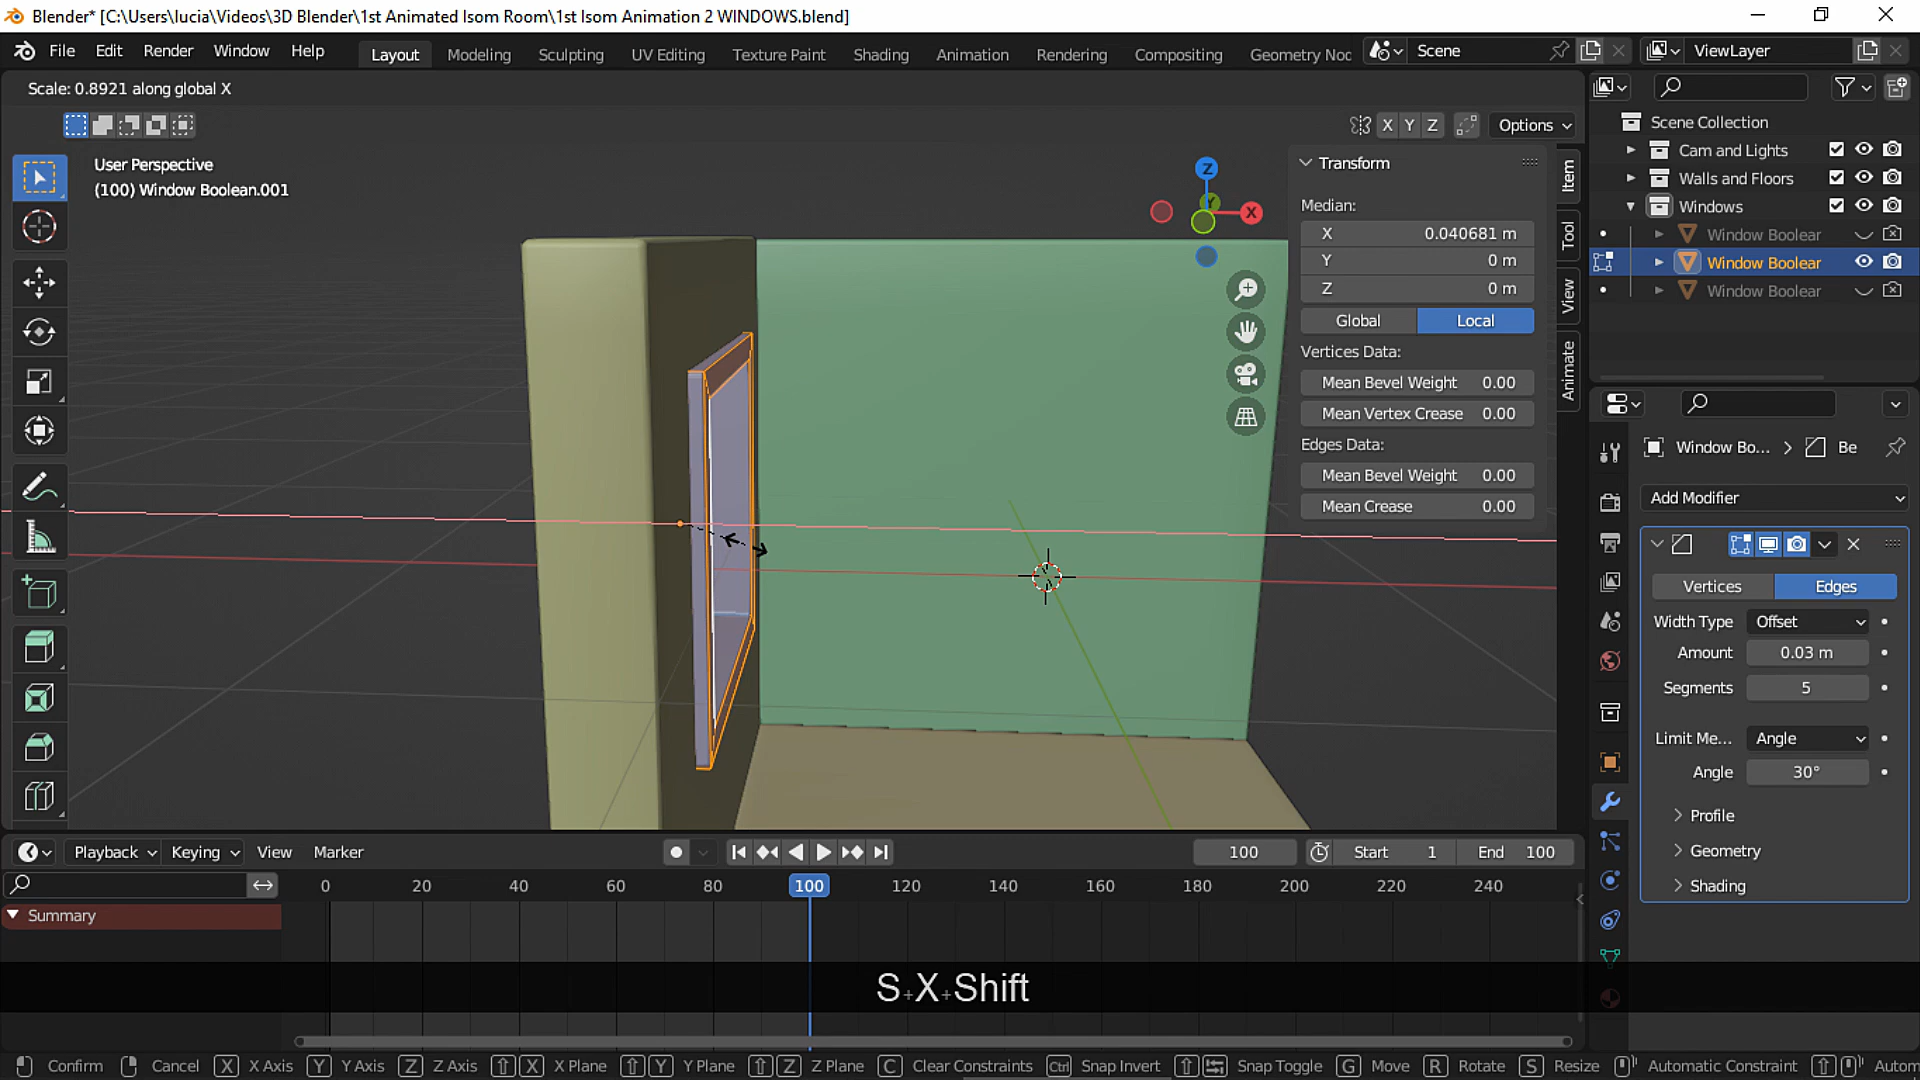 Blender* [C:\Users\lucia\Videos\3D Blender\1st Animated Isom Room\1st Isom Animation 2 WINDOWS.blend]
File Edit Render Window Help Layout Modeling Sculpting UV Editing Texture Paint Shading Animation Rendering Compositing Geometry Noc Scene ViewLayer
Scale: 0.8921 along global X
X Y Z Options
User Perspective
(100) Window Boolean.001
Z
Y
X
Transform
Median:
X 0.040681 m
Y 0 m
Z 0 m
Global Local
Vertices Data:
Mean Bevel Weight 0.00
Mean Vertex Crease 0.00
Edges Data:
Mean Bevel Weight 0.00
Mean Crease 0.00
Item
Tool
View
Animate
Scene Collection
Cam and Lights
Walls and Floors
Windows
Window Boolear
Window Boolear
Window Boolear
Window Bo... Be
Add Modifier
Vertices Edges
Width Type Offset
Amount 0.03 m
Segments 5
Limit Me... Angle
Angle 30°
Profile
Geometry
Shading
Playback Keying View Marker 100 Start 1 End 100
0 20 40 60 80 100 120 140 160 180 200 220 240
Summary
S+X+Shift
Confirm Cancel X X Axis Y Y Axis Z Z Axis X X Plane Y Y Plane Z Z Plane C Clear Constraints Ctrl Snap Invert Snap Toggle G Move R Rotate S Resize Automatic Constraint Autom